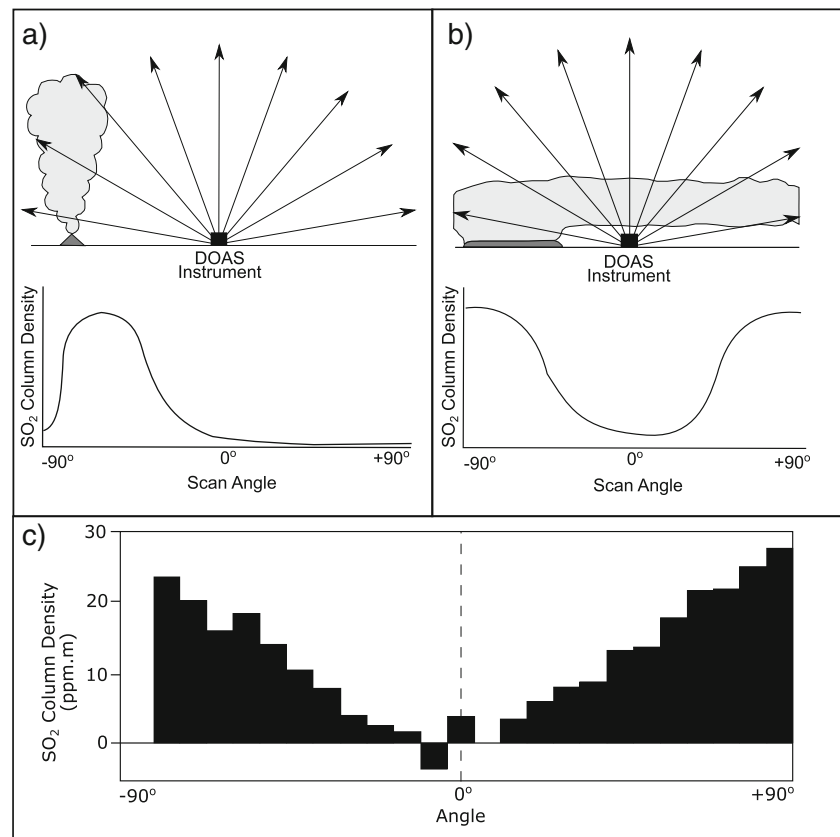 a)
DOAS
Instrument
SO₂ Column Density
-90°
0°
+90°
Scan Angle
b)
DOAS
Instrument
SO₂ Column Density
-90°
0°
+90°
Scan Angle
c)
SO₂ Column Density
(ppm.m)
30
20
10
0
-90°
0°
+90°
Angle